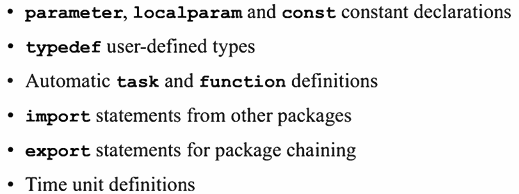 • parameter, localparam and const constant declarations
• typedef user-defined types
• Automatic task and function definitions
• import statements from other packages
• export statements for package chaining
• Time unit definitions